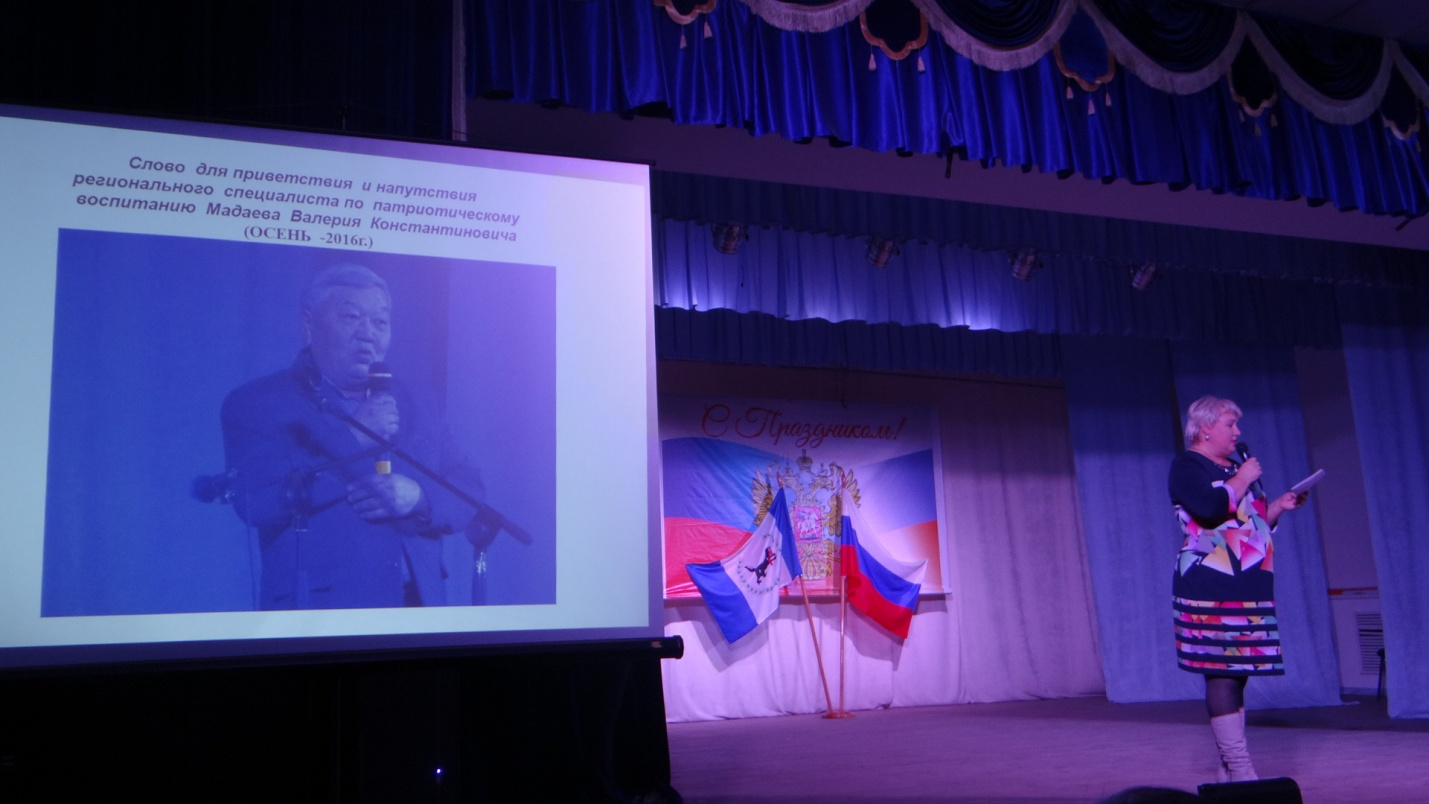 Слово для приветствия и напутствия
регионального специалиста по патриотическому
воспитанию Мадаева Валерия Константиновича
(ОСЕНЬ -2016г.)
С Праздником!